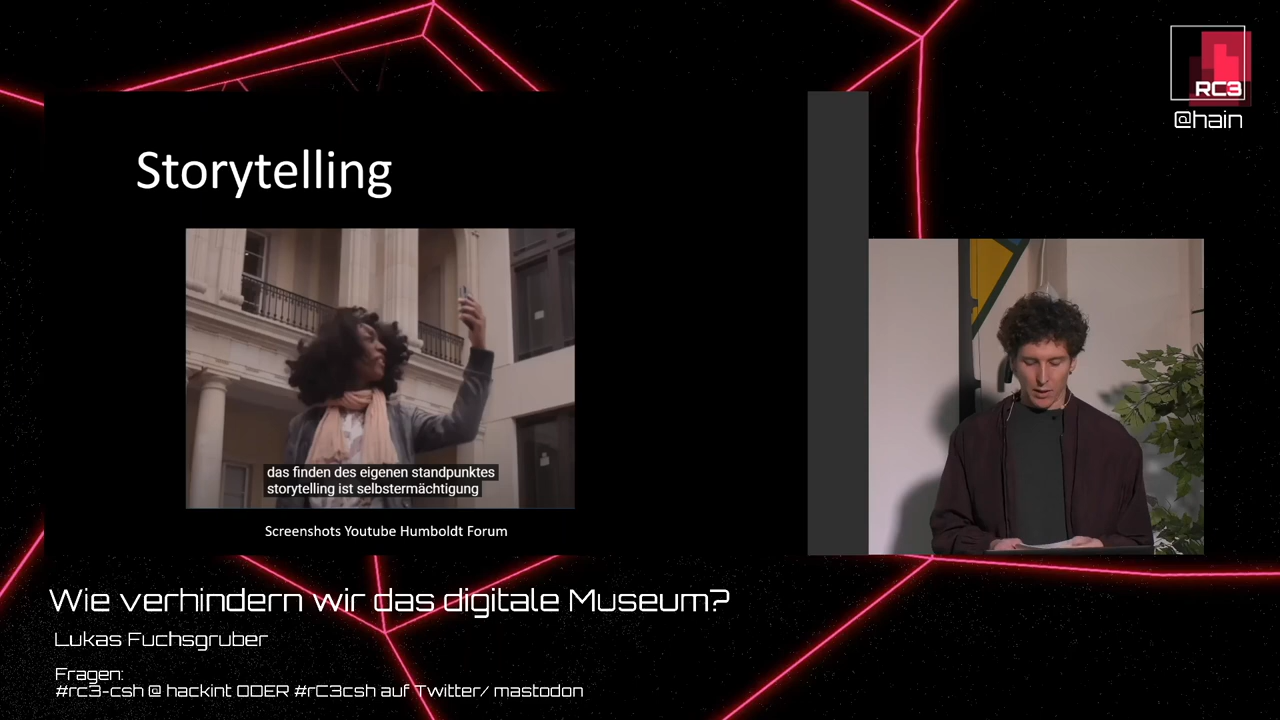 RC3
@hain
Storytelling
das finden des eigenen standpunktes
storytelling ist selbstermächtigung
Screenshots Youtube Humboldt Forum
Wie verhindern wir das digitale Museum?
Lukas Fuchsgruber
Fragen:
#rc3-csh @ hackint ODER #rC3csh auf Twitter/ mastodon